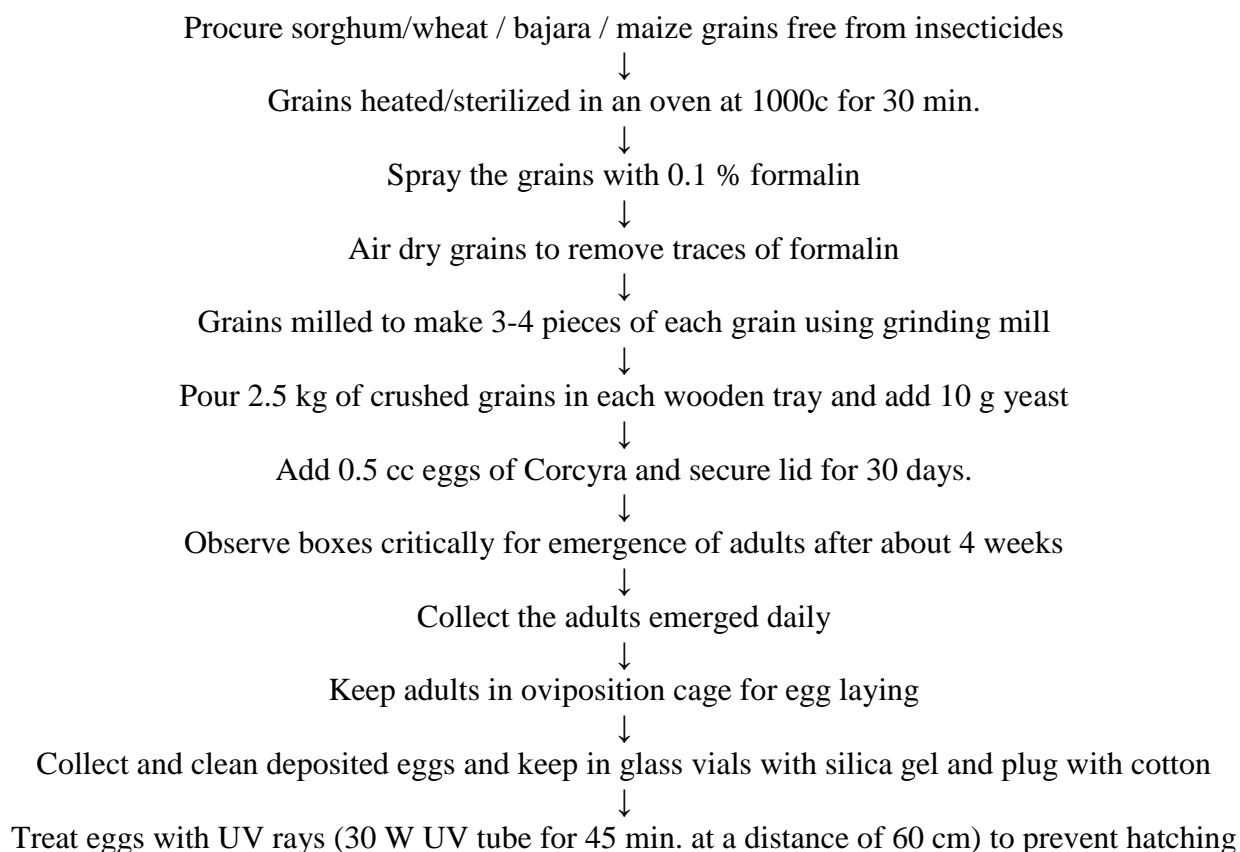 Procure sorghum/wheat / bajara / maize grains free from insecticides
↓
Grains heated/sterilized in an oven at 1000c for 30 min.
↓
Spray the grains with 0.1 % formalin
↓
Air dry grains to remove traces of formalin
↓
Grains milled to make 3-4 pieces of each grain using grinding mill
↓
Pour 2.5 kg of crushed grains in each wooden tray and add 10 g yeast
↓
Add 0.5 cc eggs of Corcyra and secure lid for 30 days.
↓
Observe boxes critically for emergence of adults after about 4 weeks
↓
Collect the adults emerged daily
↓
Keep adults in oviposition cage for egg laying
↓
Collect and clean deposited eggs and keep in glass vials with silica gel and plug with cotton
↓
Treat eggs with UV rays (30 W UV tube for 45 min. at a distance of 60 cm) to prevent hatching